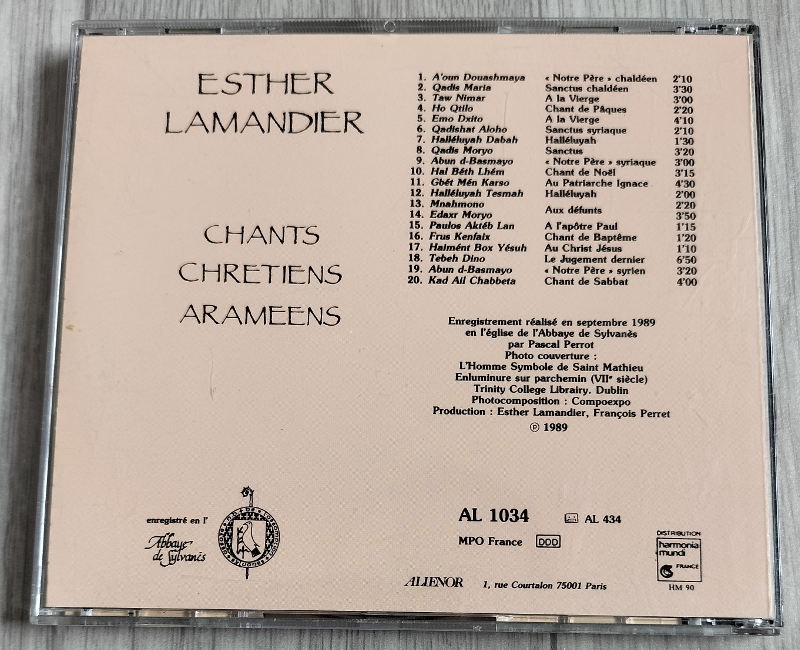 ESTHER
LAMANDIER
CHANTS
CHRETIENS
ARAMEENS
1. A'oun Douashmaya « Notre Père » chaldéen 2'10
2. Qadis Maria Sanctus chaldéen 3'30
3. Taw Nimar A la Vierge 3'00
4. Ho Qtilo Chant de Pâques 2'20
5. Emo Dxito A la Vierge 4'10
6. Qadishat Aloho Sanctus syriaque 2'10
7. Halléluyah Dabah Halléluyah 1'30
8. Qadis Moryo Sanctus 3'20
9. Abun d-Basmayo « Notre Père » syriaque 3'00
10. Hal Béth Lhém Chant de Noël 3'15
11. Gbét Mén Karso Au Patriarche Ignace 4'30
12. Halléluyah Tesmah Halléluyah 2'00
13. Mnahmono 2'20
Aux défunts
14. Edaxr Moryo 3'50
15. Paulos Aktéb Lan A l'apôtre Paul 1'15
16. Frus Kenfaix Chant de Baptême 1'20
17. Haimént Box Yésuh Au Christ Jésus 1'10
18. Tebeh Dino Le Jugement dernier 6'50
19. Abun d-Basmayo « Notre Père » syrien 3'20
20. Kad Ail Chabbeta Chant de Sabbat 4'00
Enregistrement réalisé en septembre 1989
en l'église de l'Abbaye de Sylvanès
par Pascal Perrot
Photo couverture :
L'Homme Symbole de Saint Mathieu
Enluminure sur parchemin (VIIe siècle)
Trinity College Librairy. Dublin
Photocomposition : Compoexpo
Production : Esther Lamandier, François Perret
℗ 1989
enregistré en l'
Abbaye
de Sylvanès
AL 1034 AL 434
MPO France DDD
ALIENOR 1, rue Courtalon 75001 Paris
DISTRIBUTION
harmonia
mundi
FRANCE
HM 90